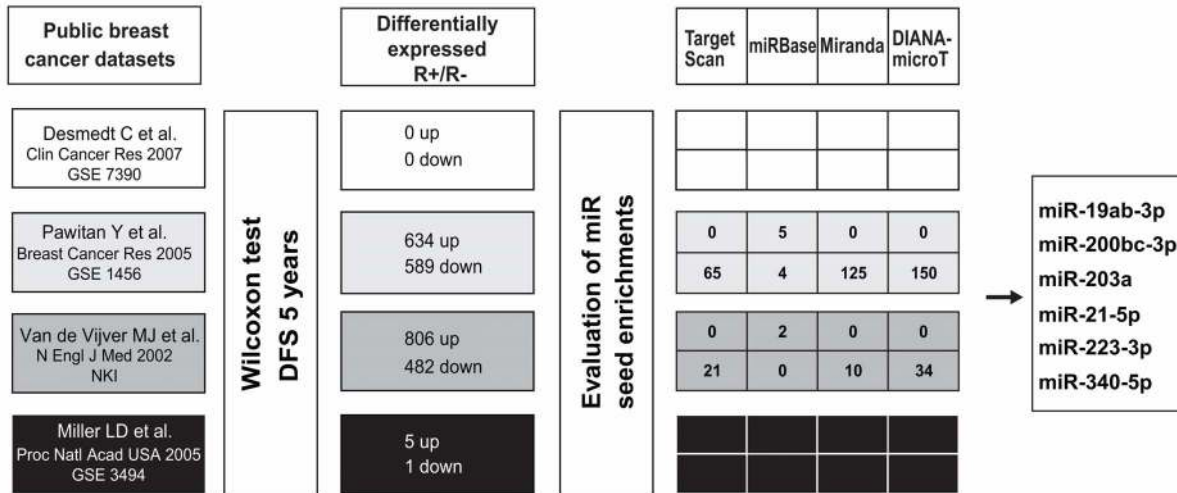 Public breast
cancer datasets
Differentially
expressed
R+/R-
Target
Scan
miRBase
Miranda
DIANA-
microT
Desmedt C et al.
Clin Cancer Res 2007
GSE 7390
Wilcoxon test
DFS 5 years
0 up
0 down
Evaluation of miR
seed enrichments
Pawitan Y et al.
Breast Cancer Res 2005
GSE 1456
634 up
589 down
0 5 0 0
65 4 125 150
Van de Vijver MJ et al.
N Engl J Med 2002
NKI
806 up
482 down
0 2 0 0
21 0 10 34
Miller LD et al.
Proc Natl Acad USA 2005
GSE 3494
5 up
1 down
miR-19ab-3p
miR-200bc-3p
miR-203a
miR-21-5p
miR-223-3p
miR-340-5p